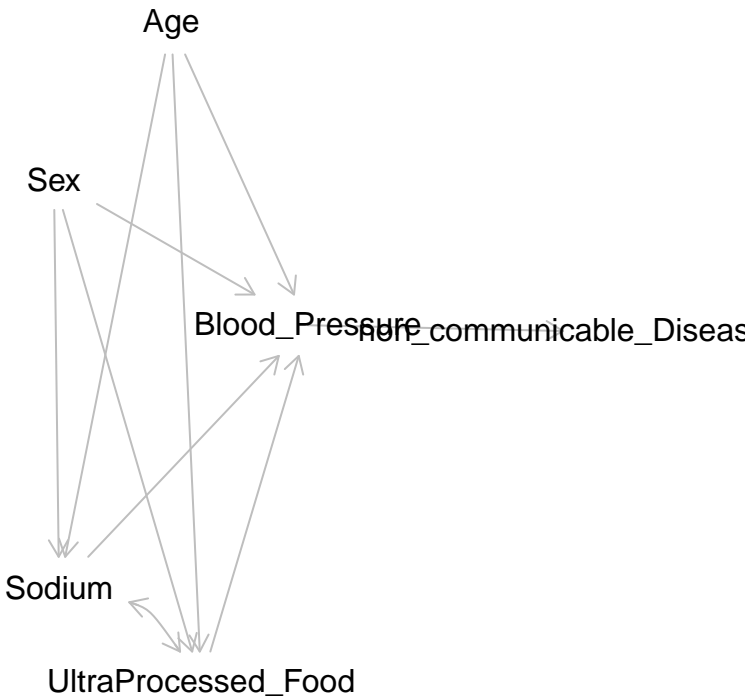 Age
Sex
Blood_Pressure
non_communicable_Diseas
Sodium
UltraProcessed_Food